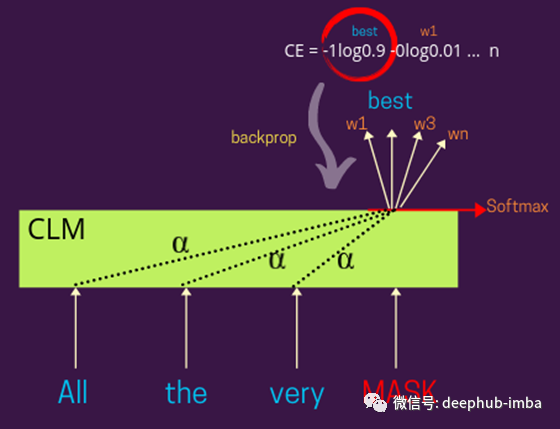 best w1
CE = -1log0.9 -0log0.01 ... n
best
w1 w3 wn
backprop
Softmax
CLM
α α α
All the very MASK
微信号: deephub-imba